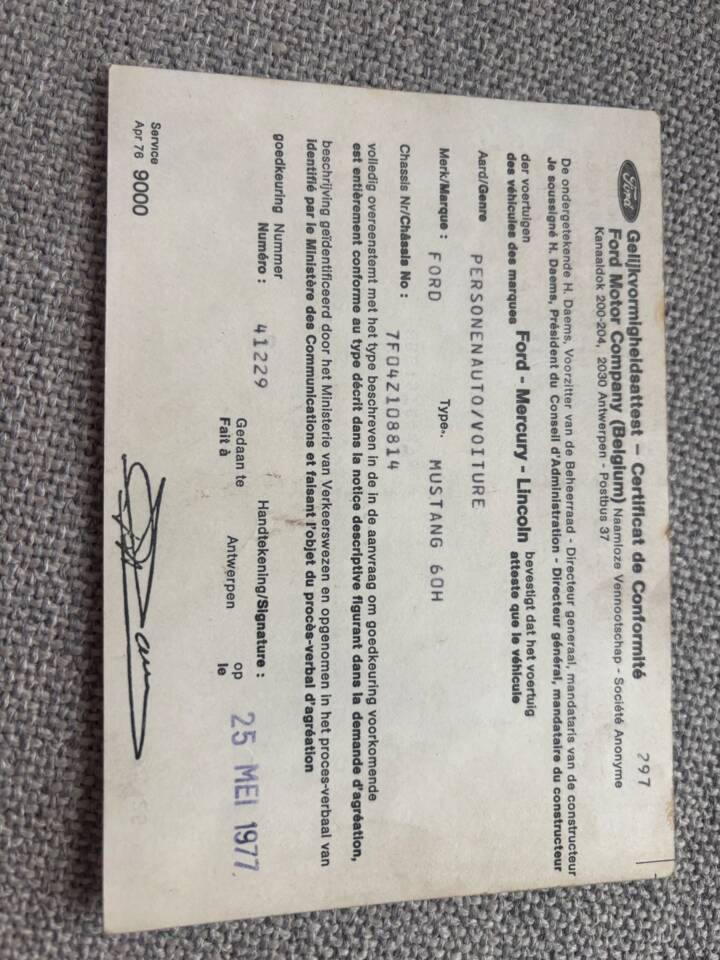 297
Ford
Gelijkvormigheidsattest – Certificat de Conformité
Ford Motor Company (Belgium) Naamloze Vennootschap - Société Anonyme
Kanaaldok 200-204, 2030 Antwerpen - Postbus 37
De ondergetekende H. Daems, Voorzitter van de Beheerraad - Directeur generaal, mandataris van de constructeur
Je soussigné H. Daems, Président du Conseil d'Administration - Directeur général, mandataire du constructeur
der voertuigen
des véhicules des marques Ford - Mercury - Lincoln
bevestigt dat het voertuig
atteste que le véhicule
Aard/Genre PERSONENAUTO/VOITURE
Merk/Marque : FORD Type. MUSTANG 60H
Chassis Nr/Châssis No : 7F04Z108814
volledig overeenstemt met het type beschreven in de in de aanvraag om goedkeuring voorkomende
est entièrement conforme au type décrit dans la notice descriptive figurant dans la demande d'agréation,
beschrijving geïdentificeerd door het Ministerie van Verkeerswezen en opgenomen in het proces-verbaal van
identifié par le Ministère des Communications et faisant l'objet du procès-verbal d'agréation
goedkeuring Nummer
Numéro : 41229
Handtekening/Signature :
Gedaan te
Fait à Antwerpen
op
le 25 MEI 1977
Service
Apr 76 9000